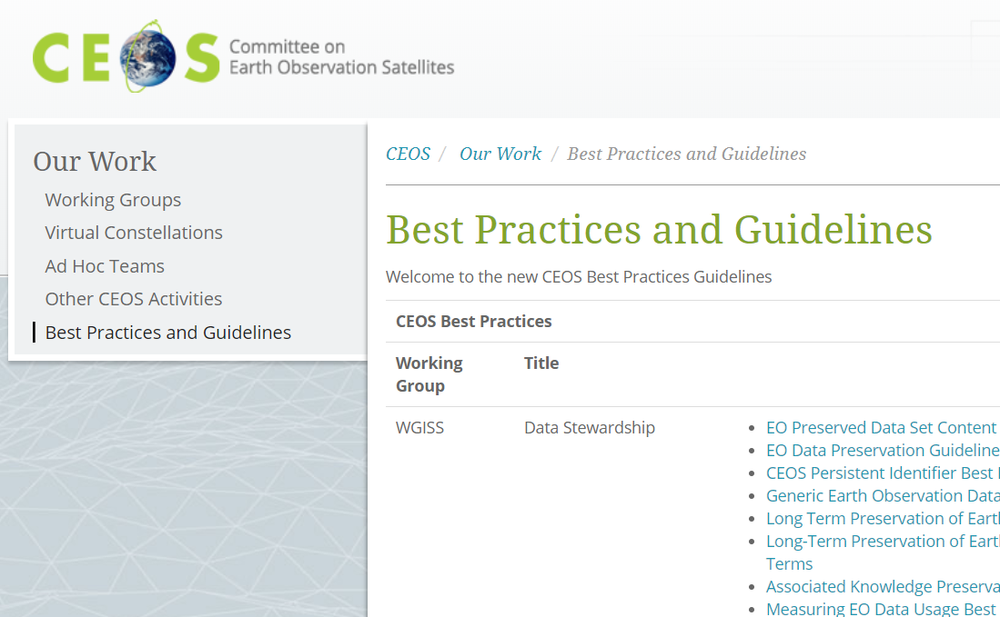 CEOS Committee on
Earth Observation Satellites
Our Work
Working Groups
Virtual Constellations
Ad Hoc Teams
Other CEOS Activities
Best Practices and Guidelines
CEOS / Our Work / Best Practices and Guidelines
Best Practices and Guidelines
Welcome to the new CEOS Best Practices Guidelines
CEOS Best Practices
Working Title
Group
WGISS Data Stewardship • EO Preserved Data Set Content
• EO Data Preservation Guideline
• CEOS Persistent Identifier Best
• Generic Earth Observation Data
• Long Term Preservation of Eart
• Long-Term Preservation of Eart
Terms
• Associated Knowledge Preserva
• Measuring EO Data Usage Best